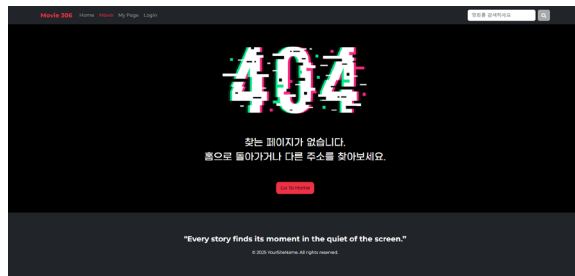 Movie 306 Home Movie My Page Login 영화를 검색하세요
404
찾는 페이지가 없습니다.
홈으로 돌아가거나 다른 주소를 찾아보세요.
Go to Home
"Every story finds its moment in the quiet of the screen."
© 2025 YourSiteName. All rights reserved.